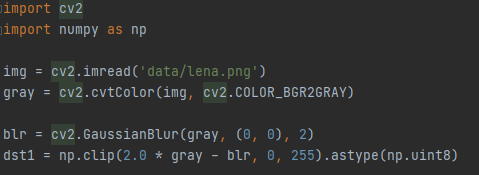 import cv2
import numpy as np
img = cv2.imread('data/lena.png')
gray = cv2.cvtColor(img, cv2.COLOR_BGR2GRAY)
blr = cv2.GaussianBlur(gray, (0, 0), 2)
dst1 = np.clip(2.0 * gray - blr, 0, 255).astype(np.uint8)